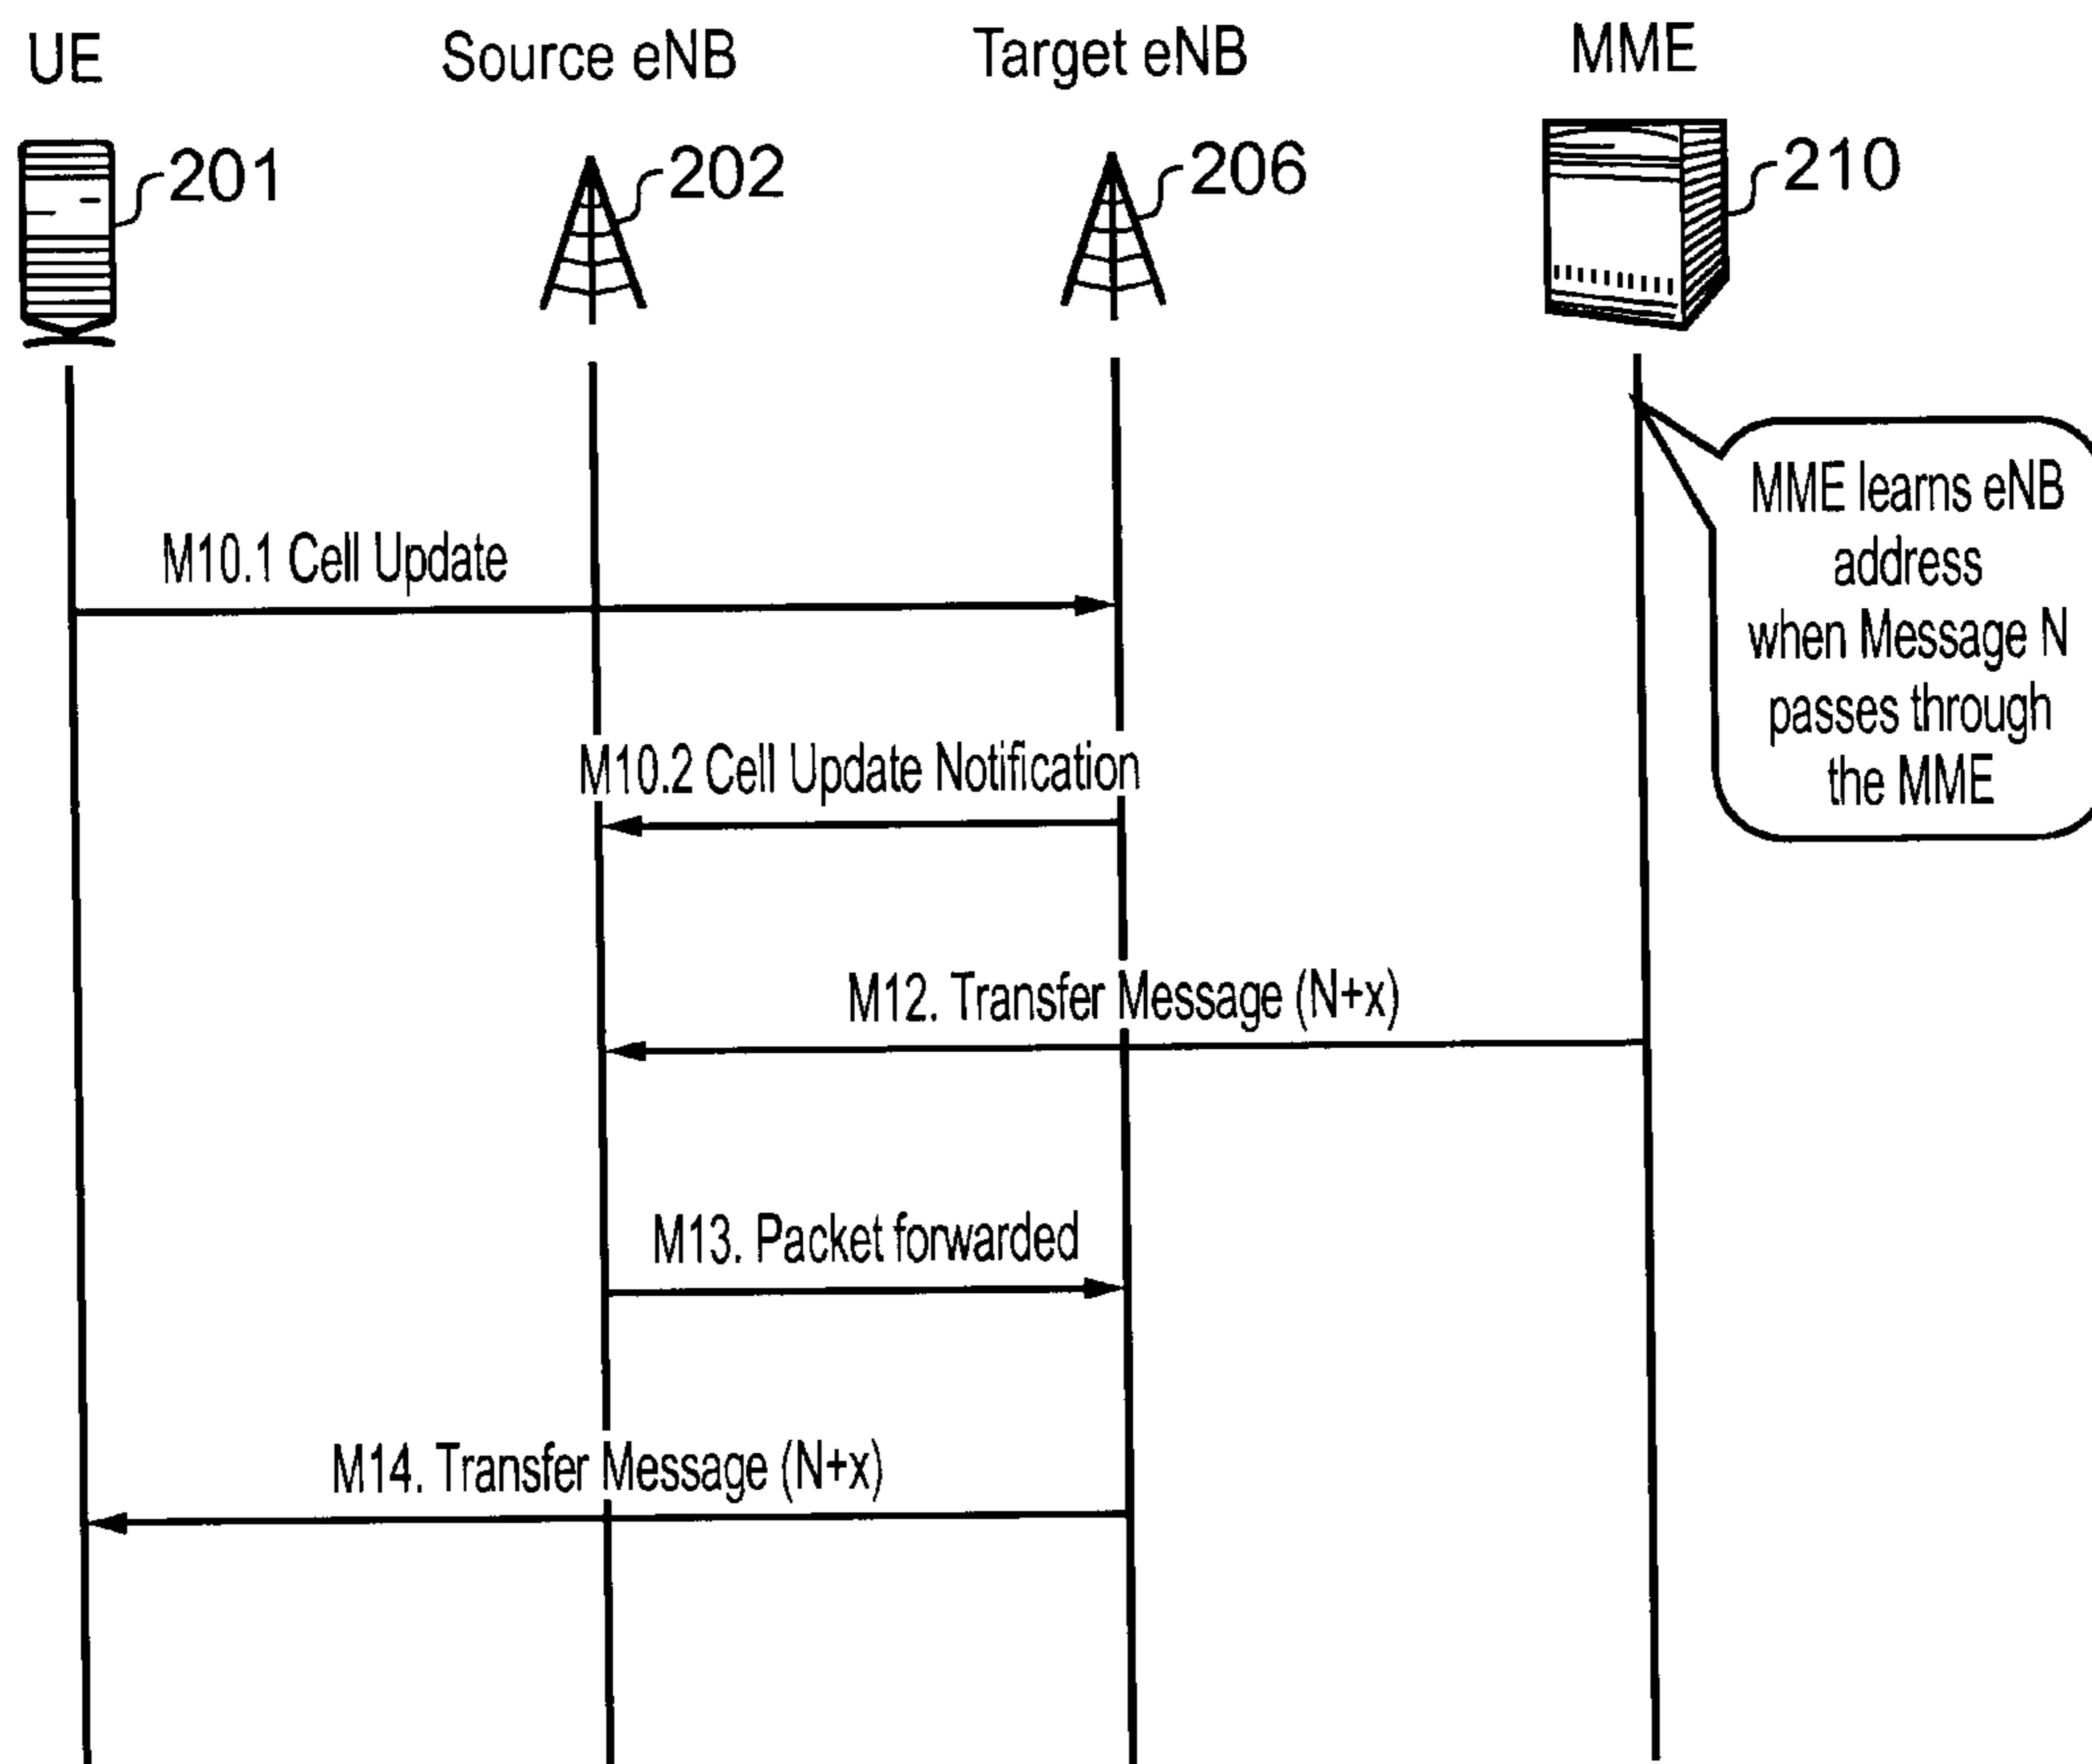 UE
Source eNB
Target eNB
MME
201
202
206
210
MME learns eNB
address
when Message N
passes through
the MME
M10.1 Cell Update
M10.2 Cell Update Notification
M12. Transfer Message (N+x)
M13. Packet forwarded
M14. Transfer Message (N+x)